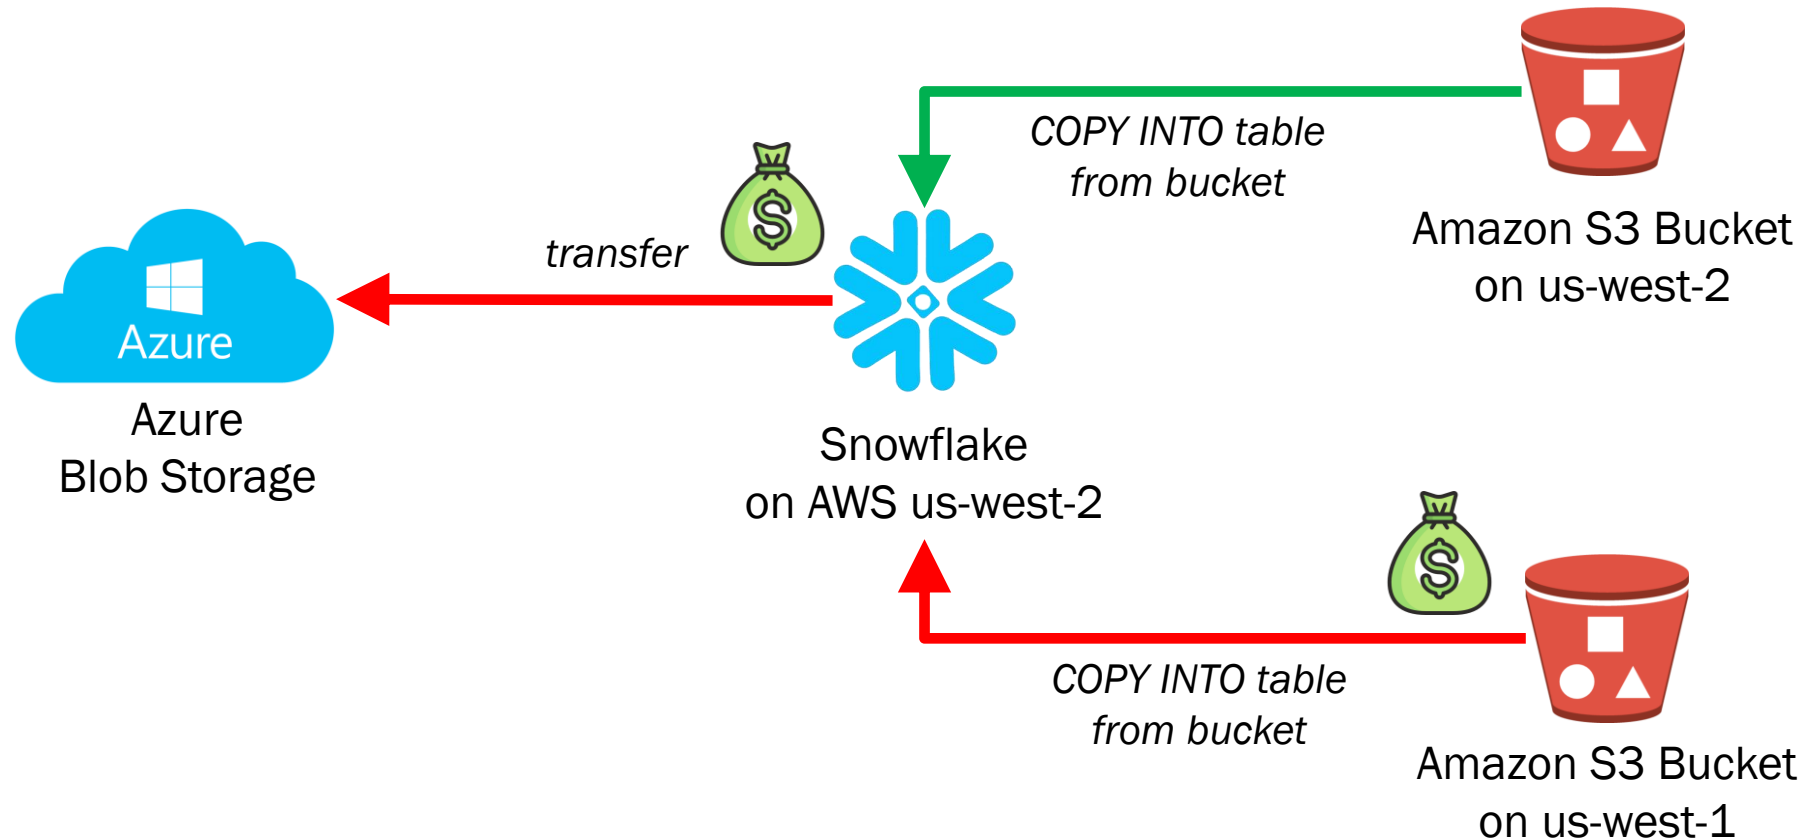 COPY INTO table
from bucket
Amazon S3 Bucket
on us-west-2
$
transfer
Azure
Azure
Blob Storage
Snowflake
on AWS us-west-2
$
COPY INTO table
from bucket
Amazon S3 Bucket
on us-west-1